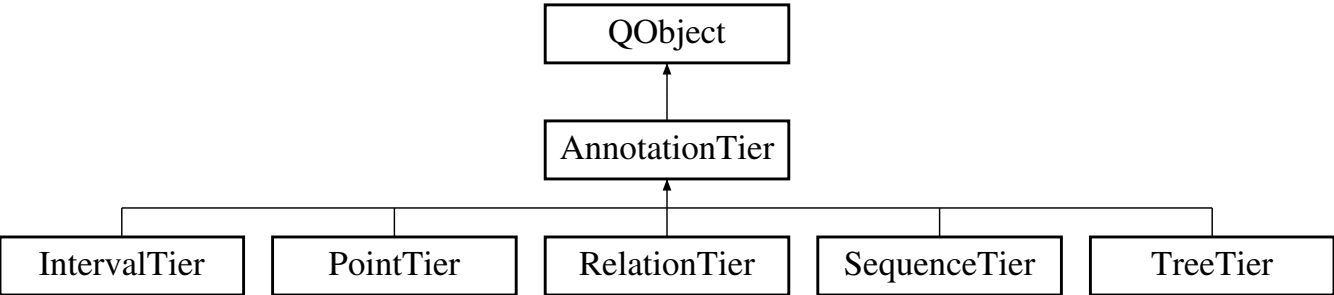 QObject
AnnotationTier
IntervalTier
PointTier
RelationTier
SequenceTier
TreeTier